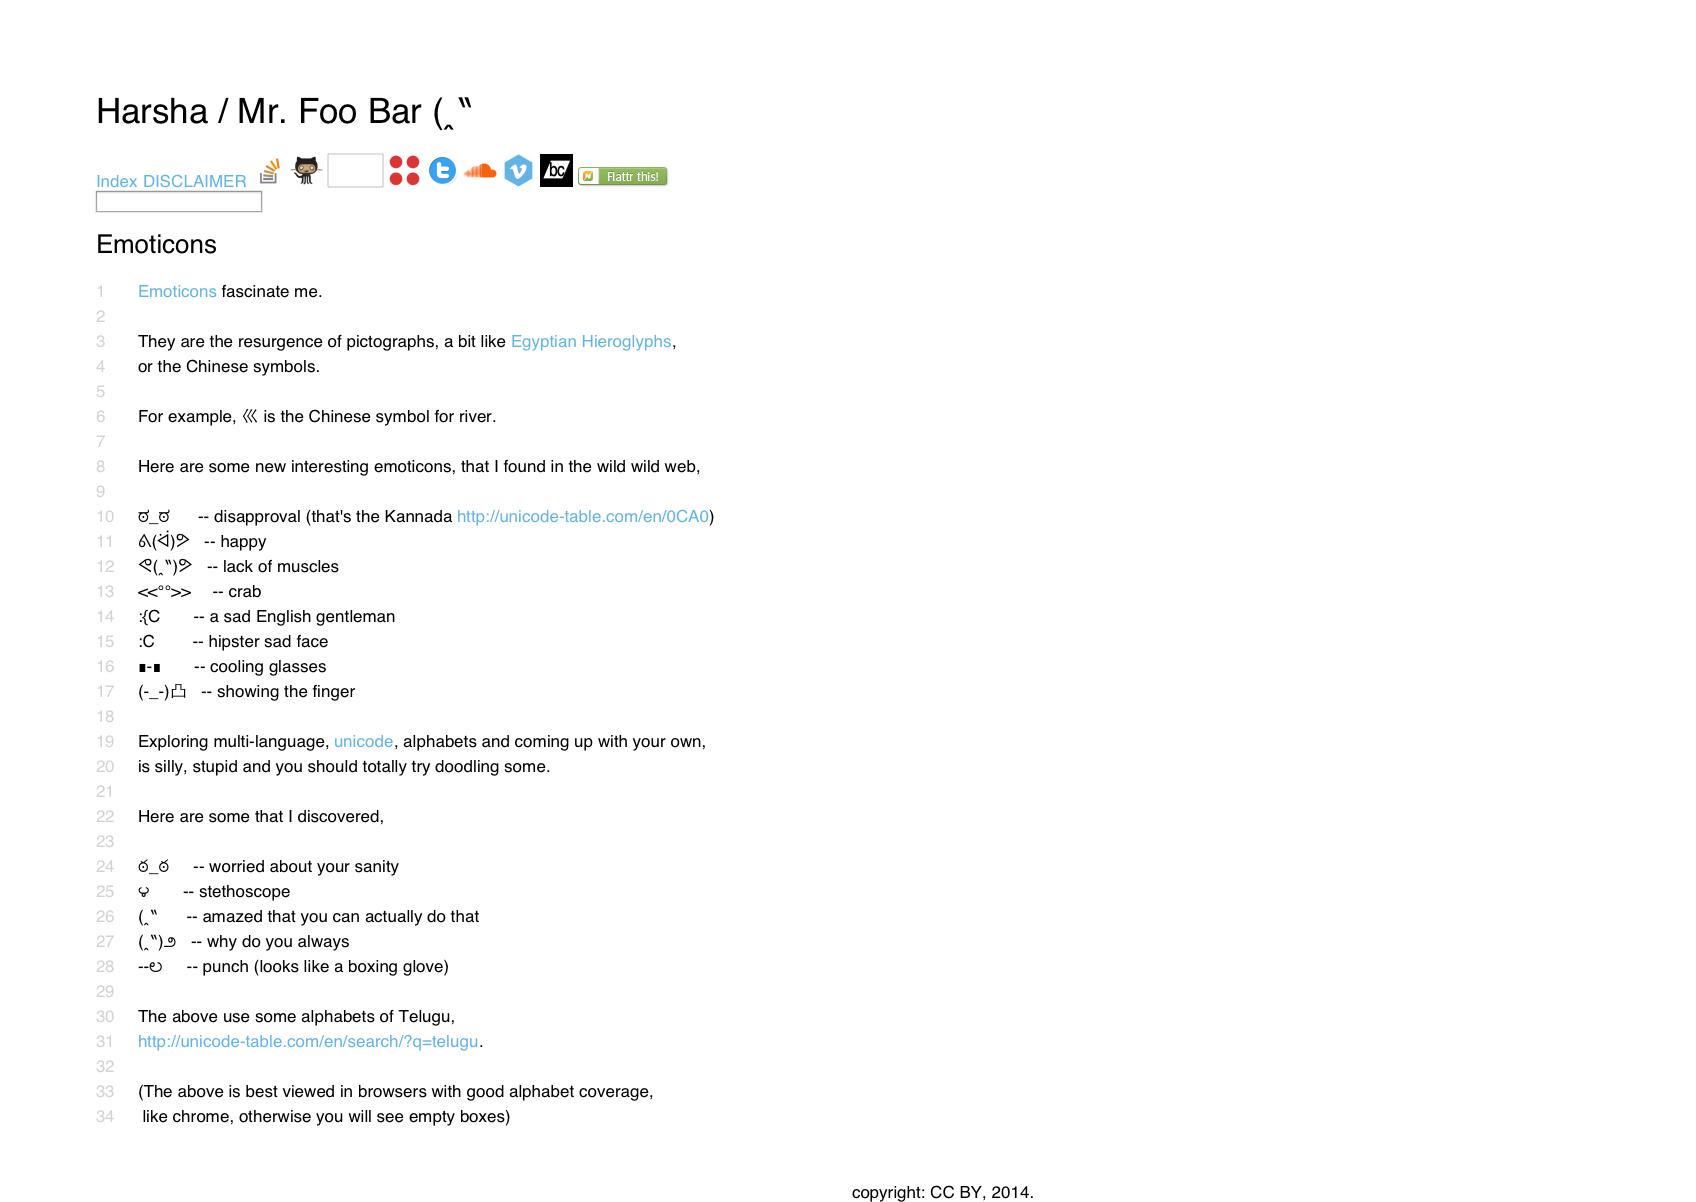 Harsha / Mr. Foo Bar (‸‶
Index DISCLAIMER
bc
Flattr this!
Emoticons
1 Emoticons fascinate me.
2
3 They are the resurgence of pictographs, a bit like Egyptian Hieroglyphs,
4 or the Chinese symbols.
5
6 For example, 巛 is the Chinese symbol for river.
7
8 Here are some new interesting emoticons, that I found in the wild wild web,
9
10 ಠ_ಠ -- disapproval (that's the Kannada http://unicode-table.com/en/0CA0)
11 ᕕ(ᐛ)ᕗ -- happy
12 ᕙ(‸‶)ᕗ -- lack of muscles
13 <<°°>> -- crab
14 :{C -- a sad English gentleman
15 :C -- hipster sad face
16 ∎-∎ -- cooling glasses
17 (-_-)凸 -- showing the finger
18
19 Exploring multi-language, unicode, alphabets and coming up with your own,
20 is silly, stupid and you should totally try doodling some.
21
22 Here are some that I discovered,
23
24 ఠ_ఠ -- worried about your sanity
25 -- stethoscope
26 (‸‶ -- amazed that you can actually do that
27 (‸‶) -- why do you always
28 --లు -- punch (looks like a boxing glove)
29
30 The above use some alphabets of Telugu,
31 http://unicode-table.com/en/search/?q=telugu.
32
33 (The above is best viewed in browsers with good alphabet coverage,
34 like chrome, otherwise you will see empty boxes)
copyright: CC BY, 2014.